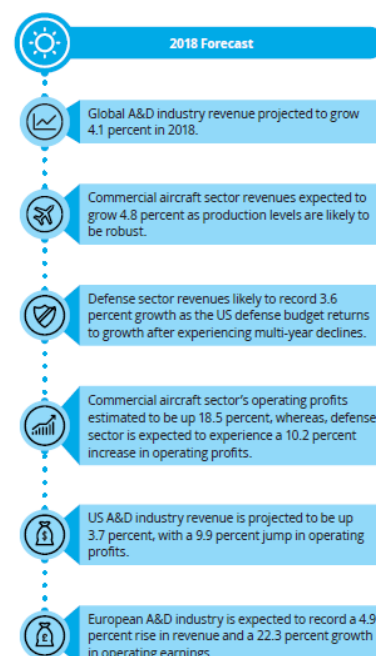 2018 Forecast
Global A&D industry revenue projected to grow
4.1 percent in 2018.
Commercial aircraft sector revenues expected to
grow 4.8 percent as production levels are likely to
be robust.
Defense sector revenues likely to record 3.6
percent growth as the US defense budget returns
to growth after experiencing multi-year declines.
Commercial aircraft sector's operating profits
estimated to be up 18.5 percent, whereas, defense
sector is expected to experience a 10.2 percent
increase in operating profits.
$
US A&D industry revenue is projected to be up
3.7 percent, with a 9.9 percent jump in operating
profits.
£
European A&D industry is expected to record a 4.9
percent rise in revenue and a 22.3 percent growth
in operating earnings